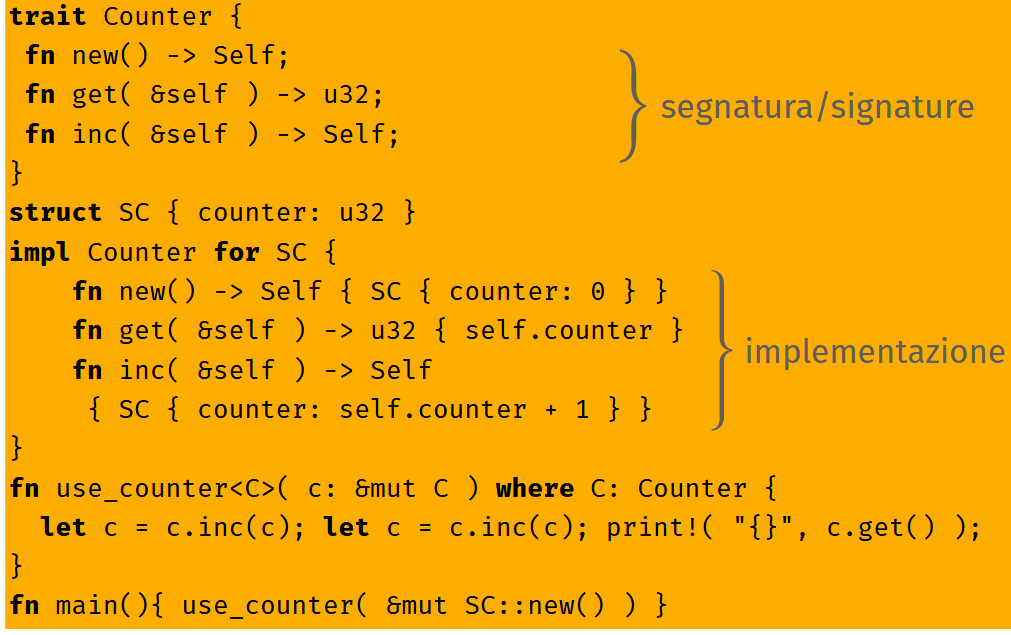 trait Counter {
 fn new() -> Self;
 fn get( &self ) -> u32;
 fn inc( &self ) -> Self;
segnatura/signature
}
struct SC { counter: u32 }
impl Counter for SC {
    fn new() -> Self { SC { counter: 0 } }
    fn get( &self ) -> u32 { self.counter }
    fn inc( &self ) -> Self
     { SC { counter: self.counter + 1 } }
implementazione
}
fn use_counter<C>( c: &mut C ) where C: Counter {
  let c = c.inc(c); let c = c.inc(c); print!( "{}", c.get() );
}
fn main(){ use_counter( &mut SC::new() ) }